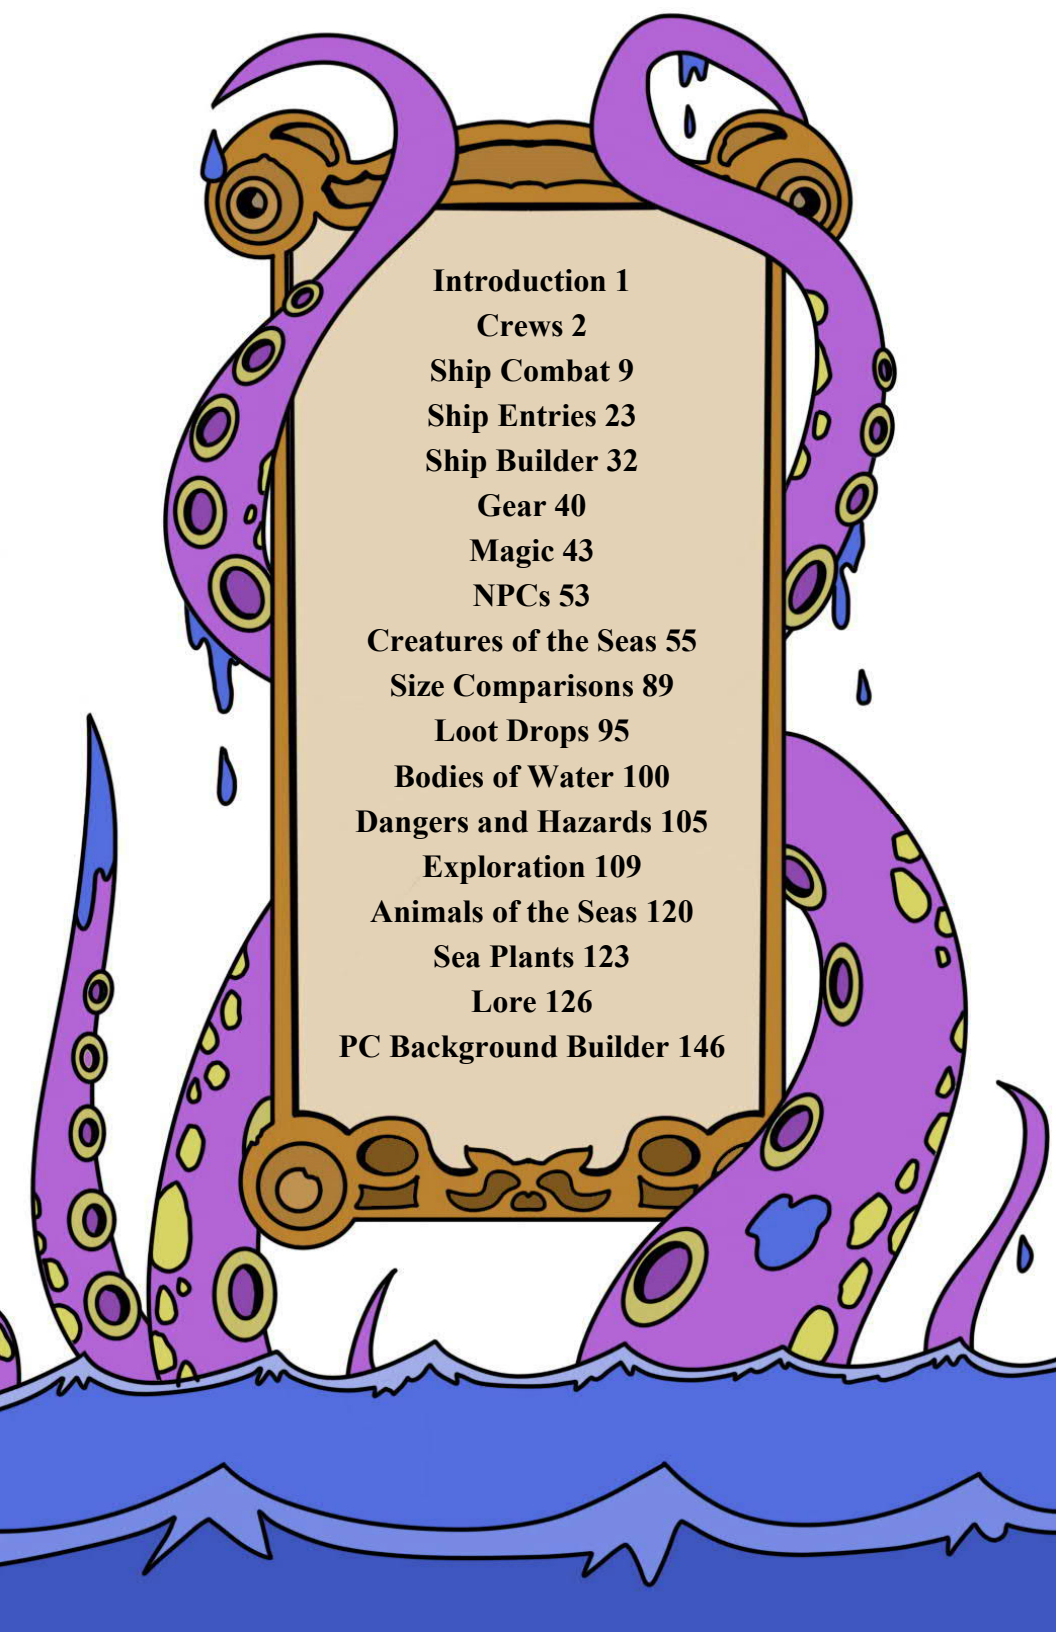 Introduction 1
Crews 2
Ship Combat 9
Ship Entries 23
Ship Builder 32
Gear 40
Magic 43
NPCs 53
Creatures of the Seas 55
Size Comparisons 89
Loot Drops 95
Bodies of Water 100
Dangers and Hazards 105
Exploration 109
Animals of the Seas 120
Sea Plants 123
Lore 126
PC Background Builder 146